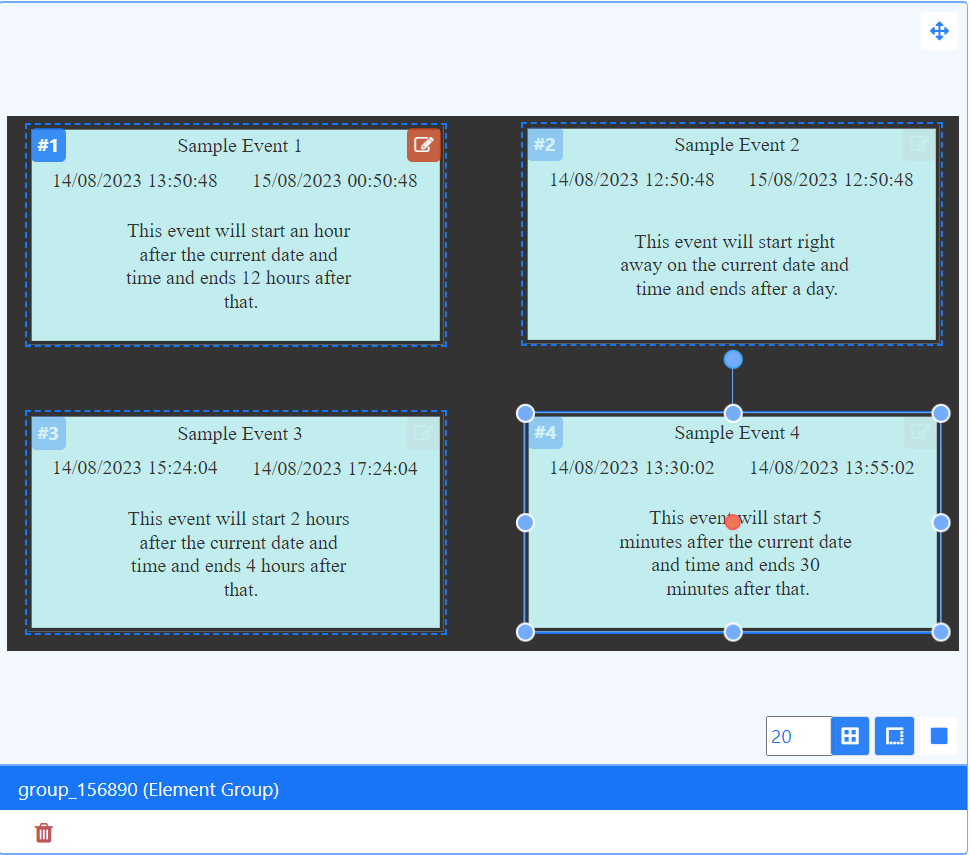 #1
Sample Event 1
14/08/2023 13:50:48
15/08/2023 00:50:48
This event will start an hour
after the current date and
time and ends 12 hours after
that.
#2
Sample Event 2
14/08/2023 12:50:48
15/08/2023 12:50:48
This event will start right
away on the current date and
time and ends after a day.
#3
Sample Event 3
14/08/2023 15:24:04
14/08/2023 17:24:04
This event will start 2 hours
after the current date and
time and ends 4 hours after
that.
#4
Sample Event 4
14/08/2023 13:30:02
14/08/2023 13:55:02
This event will start 5
minutes after the current date
and time and ends 30
minutes after that.
20
group_156890 (Element Group)